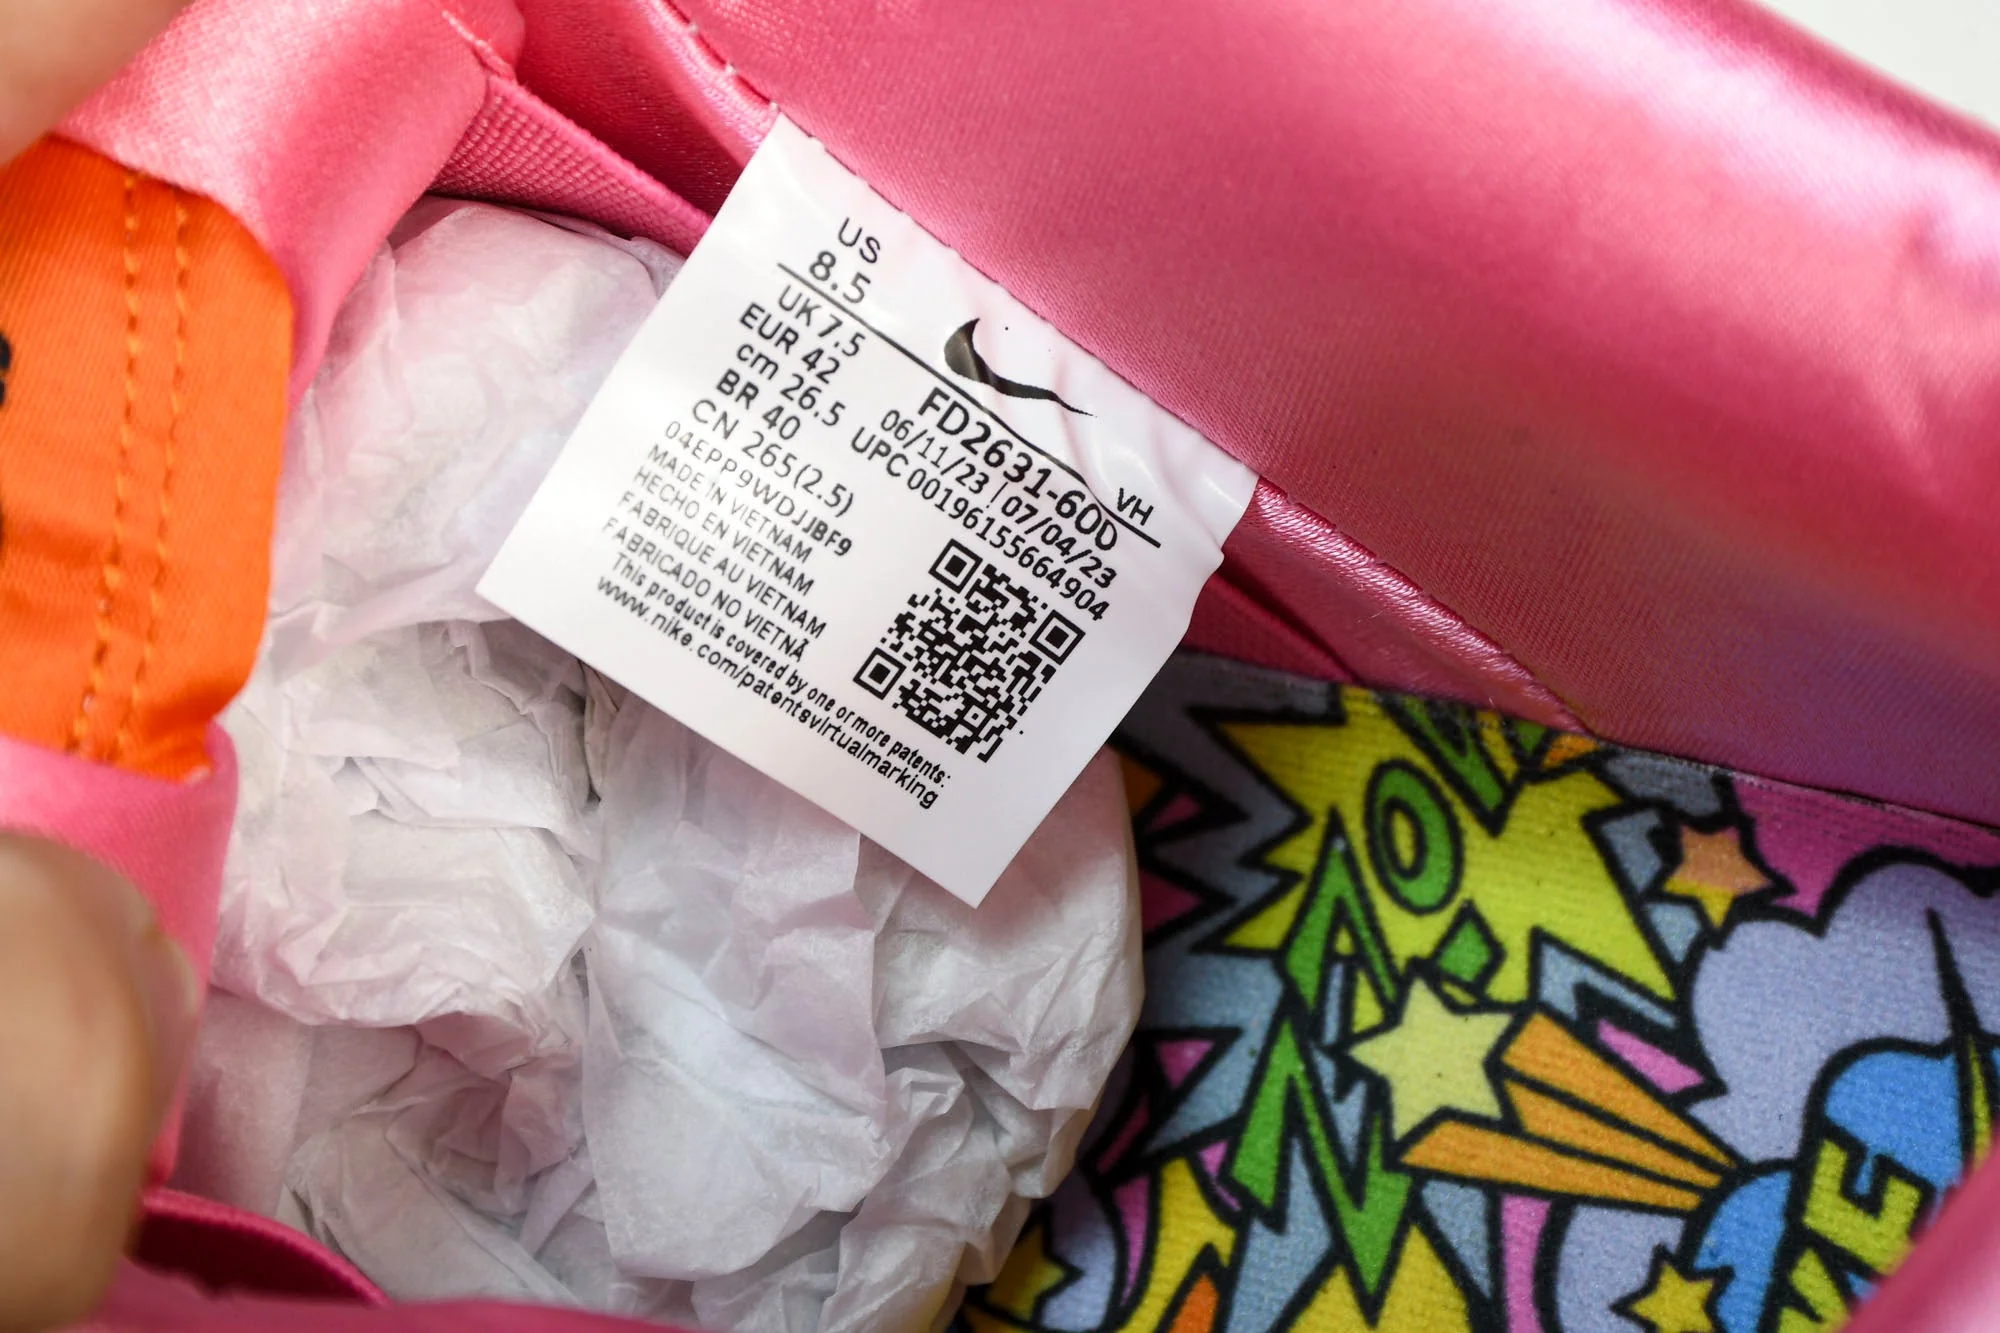 US
8.5
UK 7.5
EUR 42
cm 26.5
BR 40
CN 265(2.5)
04EPP9WDJJBF9
MADE IN VIETNAM
HECHO EN VIETNAM
FABRIQUE AU VIETNAM
FABRICADO NO VIETNÃ
This product is covered by one or more patents:
www.nike.com/patentsvirtualmarking
VH
FD2631-60D
06/11/23 | 07/04/23
UPC 00196155664904